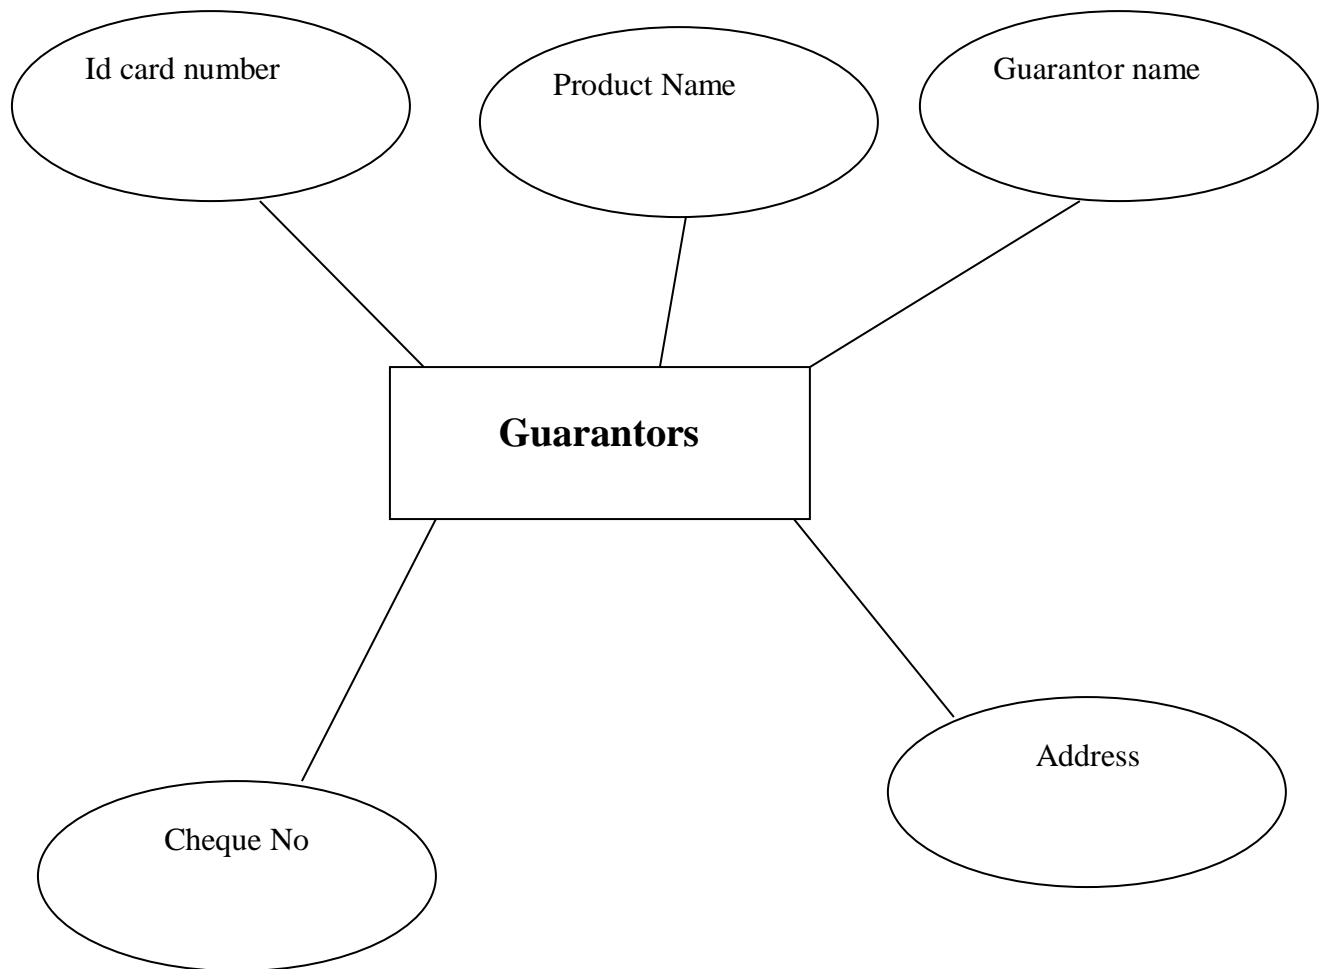 Id card number
Product Name
Guarantor name
Guarantors
Address
Cheque No